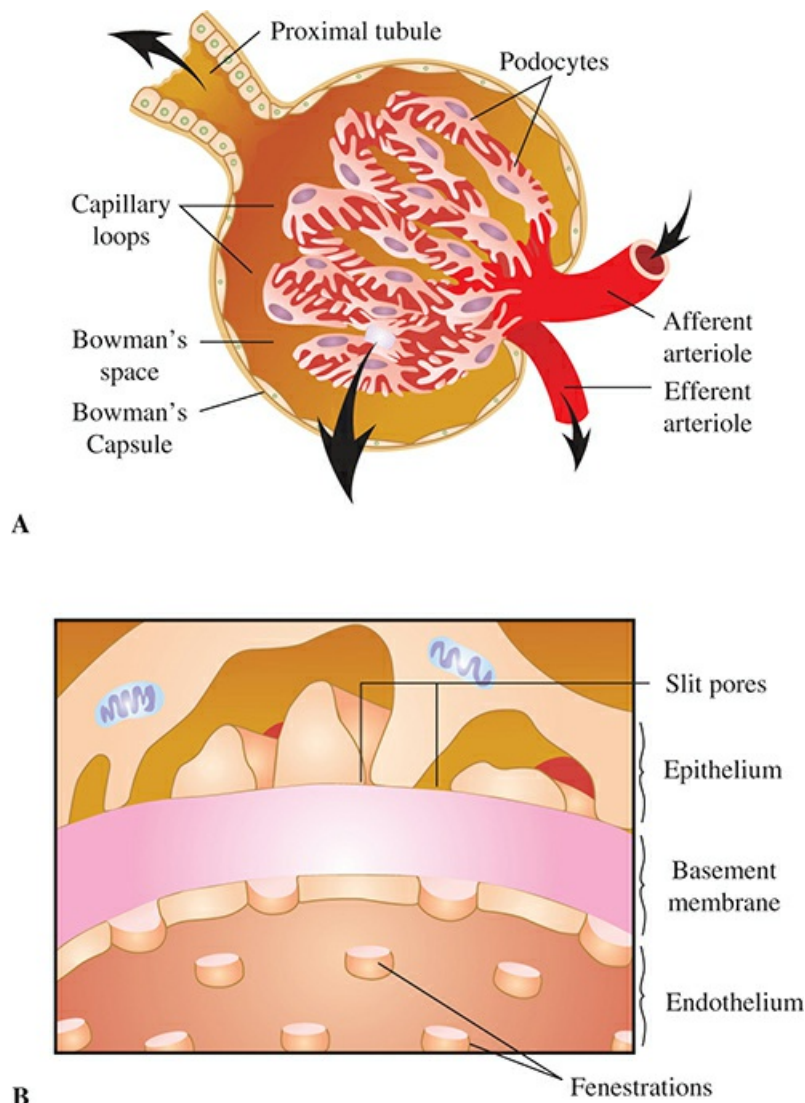 Proximal tubule
Podocytes
Capillary
loops
Bowman's
space
Bowman's
Capsule
Afferent
arteriole
Efferent
arteriole
A
Slit pores
Epithelium
Basement
membrane
Endothelium
Fenestrations
B